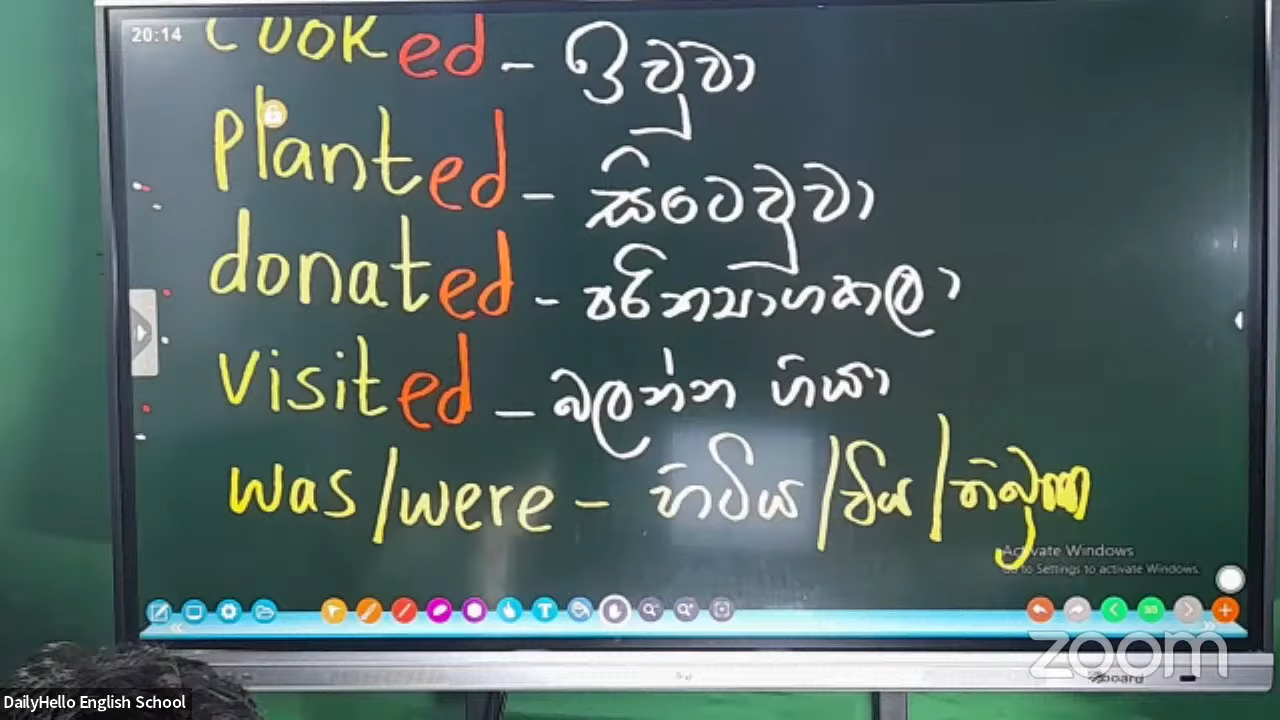 20:14
cooked - ඉවුවා
planted - සිටෙවුවා
donated - පරිත්‍යාගකලා
visited - බලන්න ගියා
was/were - හිටිය/විය/තිබුණා
Activate Windows
Go to Settings to activate Windows.
zoom
DailyHello English School